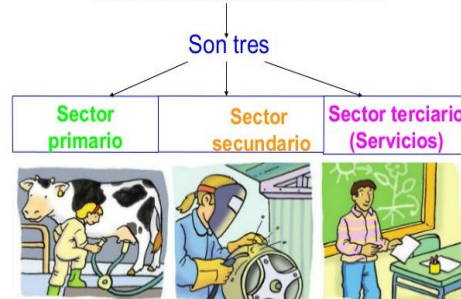 Son tres
Sector
primario
Sector
secundario
Sector terciario
(Servicios)